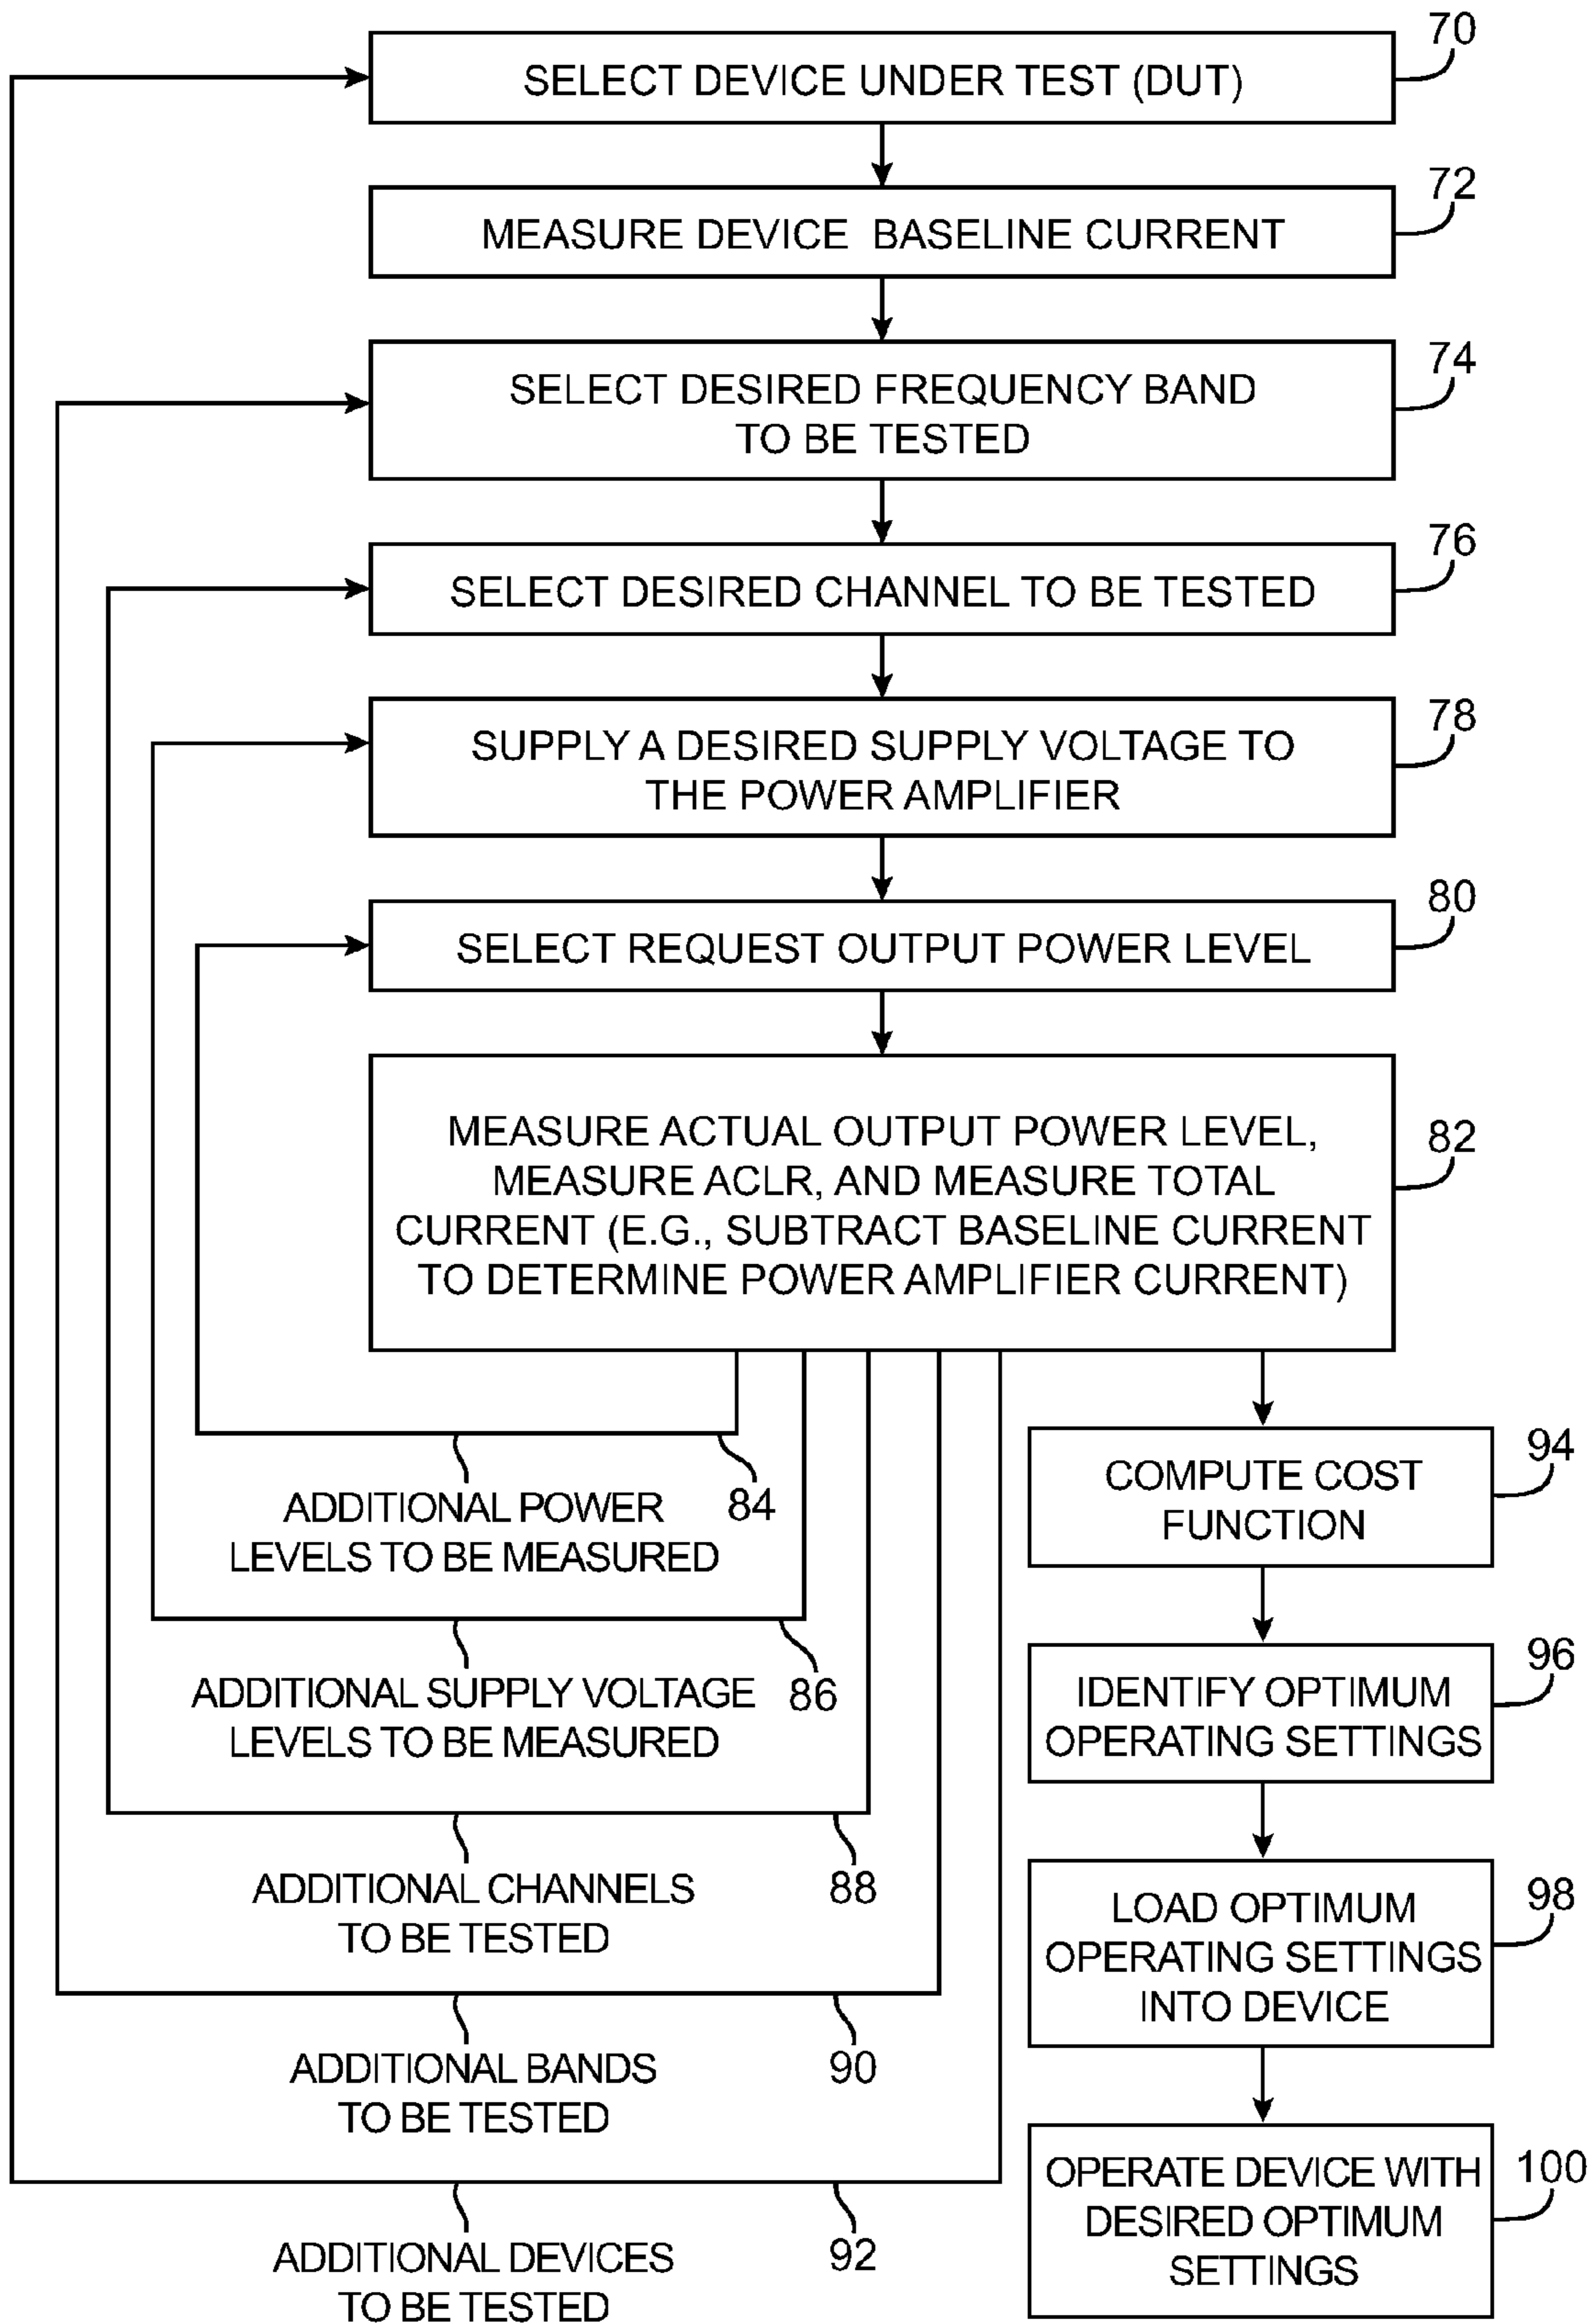 70
SELECT DEVICE UNDER TEST (DUT)
72
MEASURE DEVICE BASELINE CURRENT
74
SELECT DESIRED FREQUENCY BAND
TO BE TESTED
76
SELECT DESIRED CHANNEL TO BE TESTED
78
SUPPLY A DESIRED SUPPLY VOLTAGE TO
THE POWER AMPLIFIER
80
SELECT REQUEST OUTPUT POWER LEVEL
82
MEASURE ACTUAL OUTPUT POWER LEVEL,
MEASURE ACLR, AND MEASURE TOTAL
CURRENT (E.G., SUBTRACT BASELINE CURRENT
TO DETERMINE POWER AMPLIFIER CURRENT)
84
ADDITIONAL POWER
LEVELS TO BE MEASURED
86
ADDITIONAL SUPPLY VOLTAGE
LEVELS TO BE MEASURED
88
ADDITIONAL CHANNELS
TO BE TESTED
90
ADDITIONAL BANDS
TO BE TESTED
92
ADDITIONAL DEVICES
TO BE TESTED
94
COMPUTE COST
FUNCTION
96
IDENTIFY OPTIMUM
OPERATING SETTINGS
98
LOAD OPTIMUM
OPERATING SETTINGS
INTO DEVICE
100
OPERATE DEVICE WITH
DESIRED OPTIMUM
SETTINGS